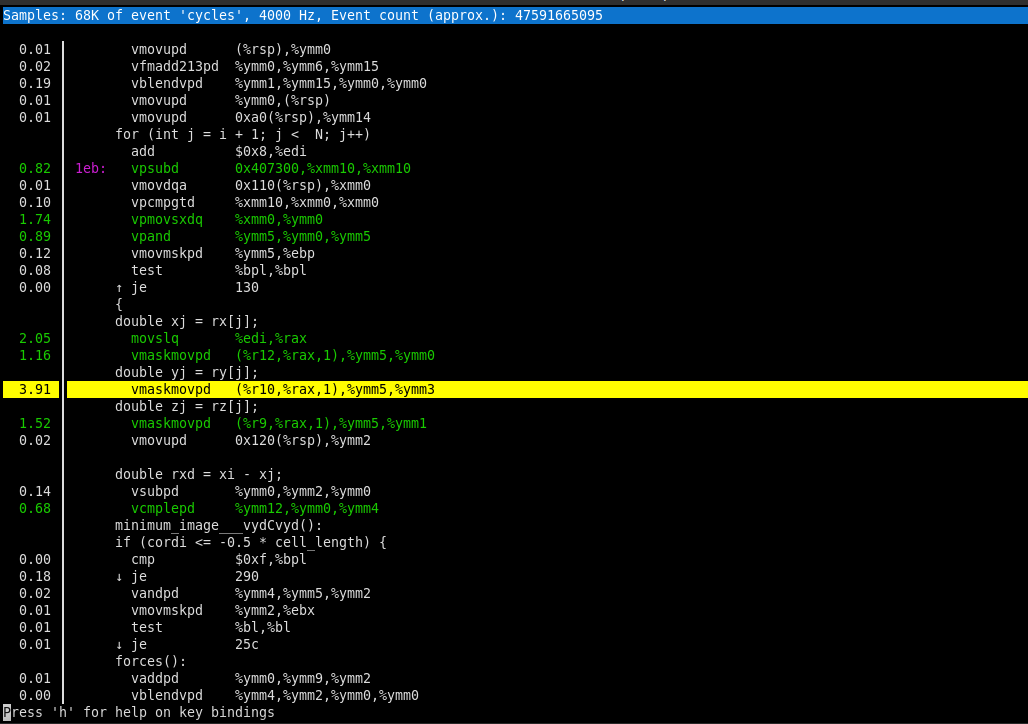 Samples: 68K of event 'cycles', 4000 Hz, Event count (approx.): 47591665095
0.01 vmovupd (%rsp),%ymm0
0.02 vfmadd213pd %ymm0,%ymm6,%ymm15
0.19 vblendvpd %ymm1,%ymm15,%ymm0,%ymm0
0.01 vmovupd %ymm0,(%rsp)
0.01 vmovupd 0xa0(%rsp),%ymm14
for (int j = i + 1; j <  N; j++)
add $0x8,%edi
0.82 1eb: vpsubd 0x407300,%xmm10,%xmm10
0.01 vmovdqa 0x110(%rsp),%xmm0
0.10 vpcmpgtd %xmm10,%xmm0,%xmm0
1.74 vpmovsxdq %xmm0,%ymm0
0.89 vpand %ymm5,%ymm0,%ymm5
0.12 vmovmskpd %ymm5,%ebp
0.08 test %bpl,%bpl
0.00 ↑ je 130
{
double xj = rx[j];
2.05 movslq %edi,%rax
1.16 vmaskmovpd (%r12,%rax,1),%ymm5,%ymm0
double yj = ry[j];
3.91 vmaskmovpd (%r10,%rax,1),%ymm5,%ymm3
double zj = rz[j];
1.52 vmaskmovpd (%r9,%rax,1),%ymm5,%ymm1
0.02 vmovupd 0x120(%rsp),%ymm2
double rxd = xi - xj;
0.14 vsubpd %ymm0,%ymm2,%ymm0
0.68 vcmplepd %ymm12,%ymm0,%ymm4
minimum_image___vydCvyd():
if (cordi <= -0.5 * cell_length) {
0.00 cmp $0xf,%bpl
0.18 ↓ je 290
0.02 vandpd %ymm4,%ymm5,%ymm2
0.01 vmovmskpd %ymm2,%ebx
0.01 test %bl,%bl
0.01 ↓ je 25c
forces():
0.01 vaddpd %ymm0,%ymm9,%ymm2
0.00 vblendvpd %ymm4,%ymm2,%ymm0,%ymm0
Press 'h' for help on key bindings